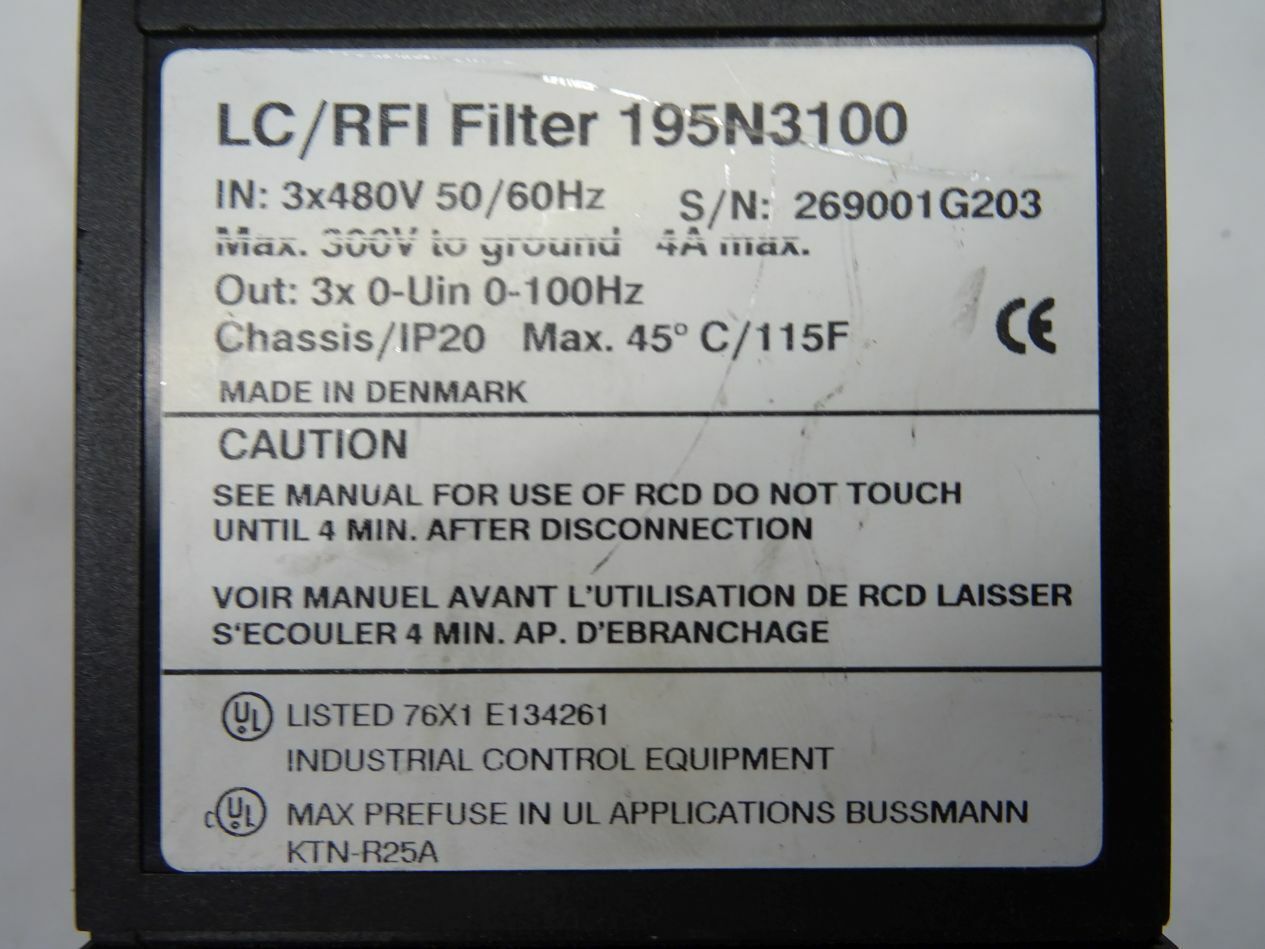 LC/RFI Filter 195N3100
IN: 3x480V 50/60Hz S/N: 269001G203
Max. 300V to ground 4A max.
Out: 3x 0-Uin 0-100Hz
Chassis/IP20 Max. 45° C/115F
CE
MADE IN DENMARK
CAUTION
SEE MANUAL FOR USE OF RCD DO NOT TOUCH
UNTIL 4 MIN. AFTER DISCONNECTION
VOIR MANUEL AVANT L'UTILISATION DE RCD LAISSER
S'ECOULER 4 MIN. AP. D'EBRANCHAGE
UL LISTED 76X1 E134261
INDUSTRIAL CONTROL EQUIPMENT
c UL MAX PREFUSE IN UL APPLICATIONS BUSSMANN
KTN-R25A